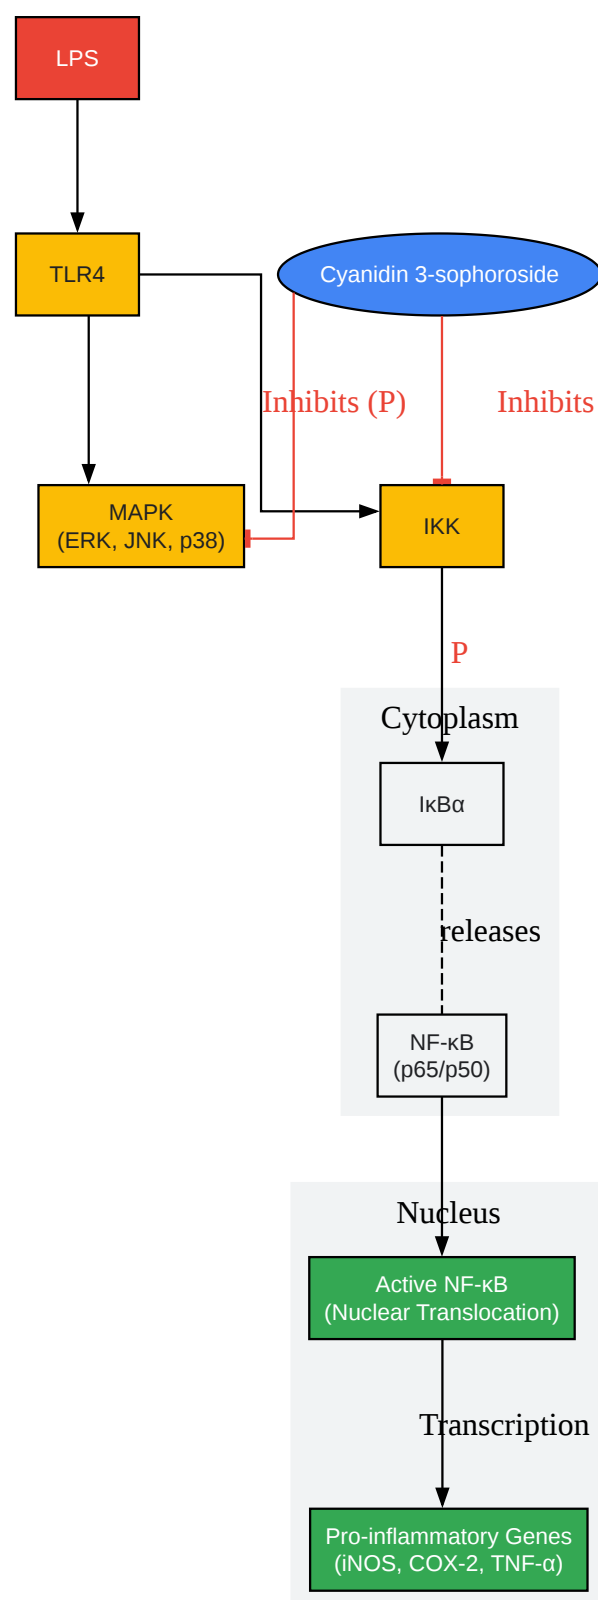 LPS
TLR4
Cyanidin 3-sophoroside
Inhibits (P)
Inhibits
MAPK
(ERK, JNK, p38)
IKK
P
Cytoplasm
IκBα
releases
NF-κB
(p65/p50)
Nucleus
Active NF-κB
(Nuclear Translocation)
Transcription
Pro-inflammatory Genes
(iNOS, COX-2, TNF-α)